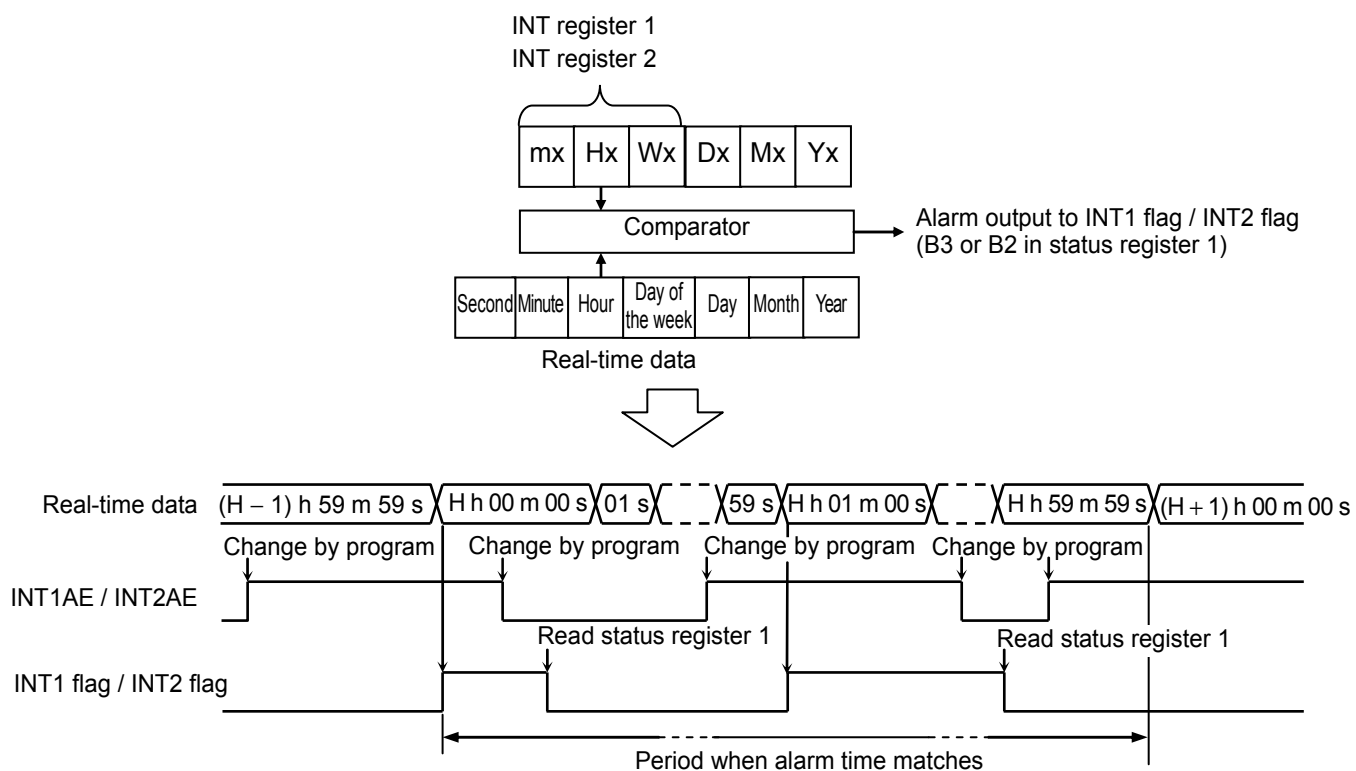 INT register 1
INT register 2
mx Hx Wx Dx Mx Yx
Comparator
Alarm output to INT1 flag / INT2 flag
(B3 or B2 in status register 1)
Second Minute Hour Day of the week Day Month Year
Real-time data
Real-time data (H − 1) h 59 m 59 s H h 00 m 00 s 01 s 59 s H h 01 m 00 s H h 59 m 59 s (H + 1) h 00 m 00 s
Change by program Change by program Change by program Change by program
INT1AE / INT2AE
Read status register 1 Read status register 1
INT1 flag / INT2 flag
Period when alarm time matches